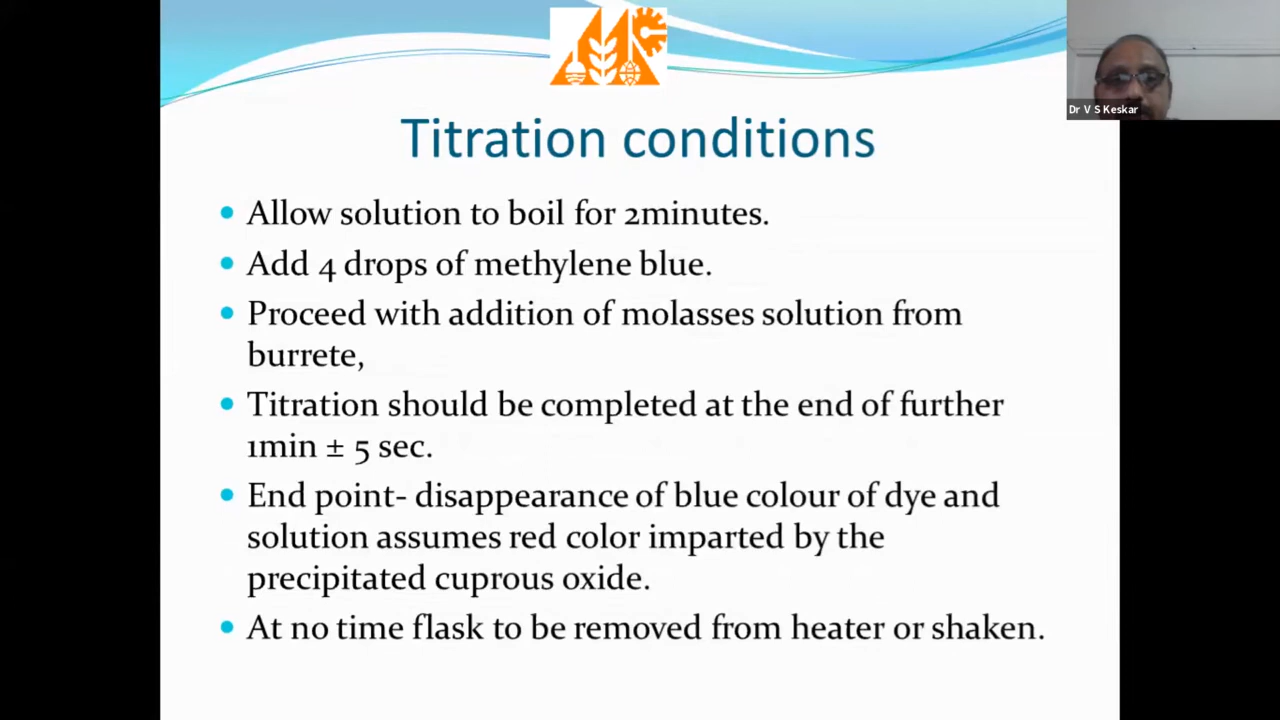 Dr V S Keskar
Titration conditions
Allow solution to boil for 2minutes.
Add 4 drops of methylene blue.
Proceed with addition of molasses solution from
burrete,
Titration should be completed at the end of further
1min ± 5 sec.
End point- disappearance of blue colour of dye and
solution assumes red color imparted by the
precipitated cuprous oxide.
At no time flask to be removed from heater or shaken.